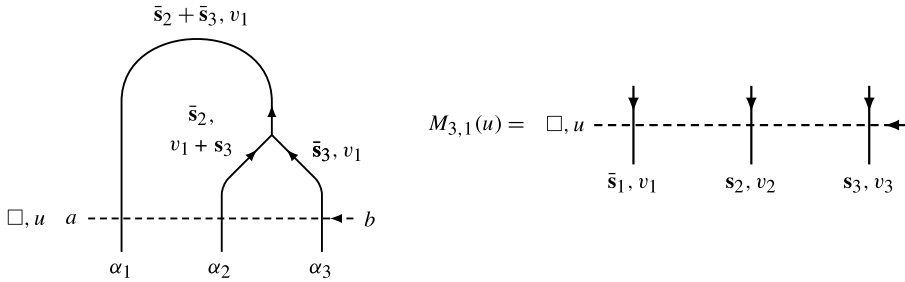 s̄₂ + s̄₃, v₁
s̄₂,
v₁ + s₃
s̄₃, v₁
□, u a b
α₁ α₂ α₃
M₃,₁(u) = □, u
s̄₁, v₁ s₂, v₂ s₃, v₃